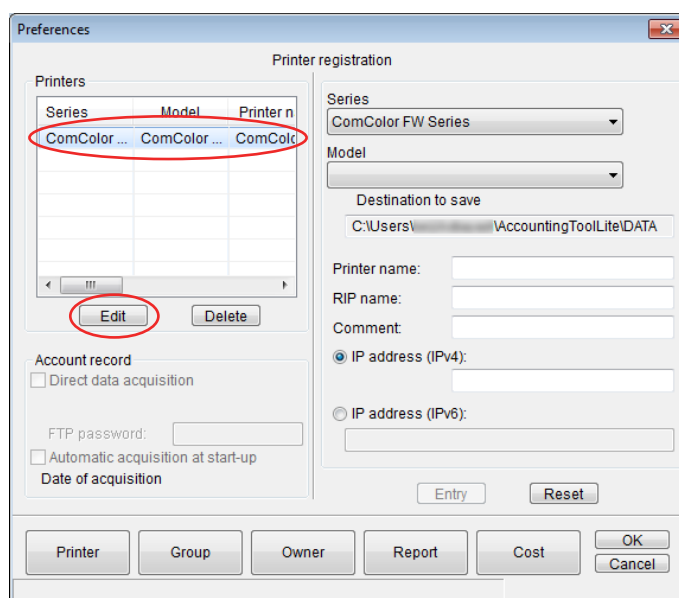 Preferences
Printer registration
Printers
Series Model Printer n
ComColor ... ComColor ... ComColo
Edit Delete
Account record
Direct data acquisition
FTP password:
Automatic acquisition at start-up
Date of acquisition
Series
ComColor FW Series
Model
Destination to save
C:\Users\ \AccountingToolLite\DATA
Printer name:
RIP name:
Comment:
IP address (IPv4):
IP address (IPv6):
Entry Reset
Printer Group Owner Report Cost
OK
Cancel